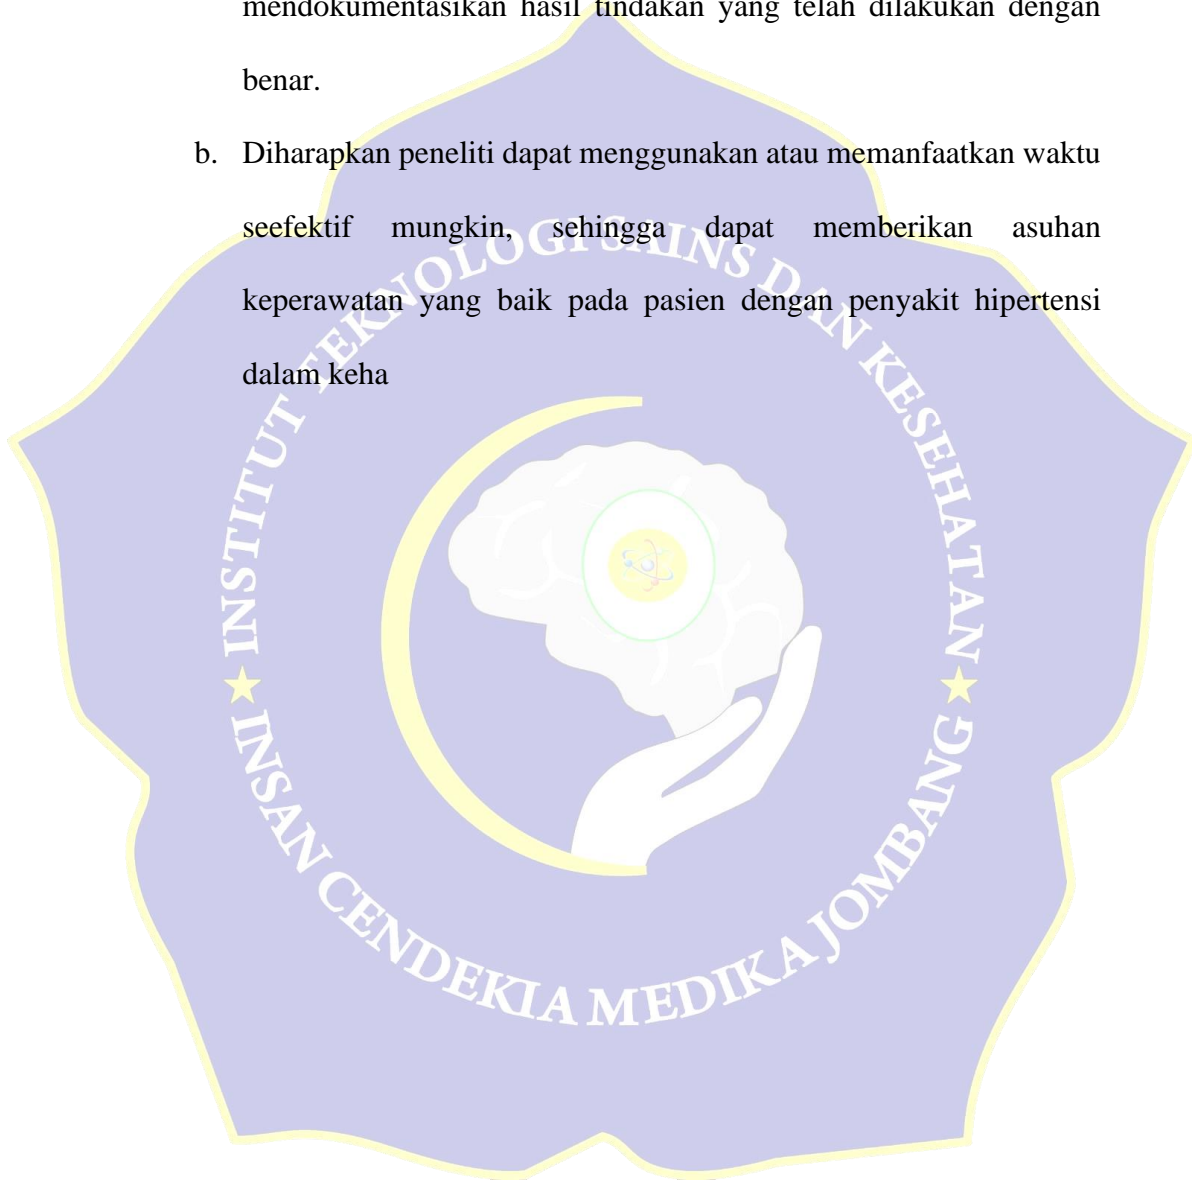 mendokumentasikan hasil tindakan yang telah dilakukan dengan
benar.
b. Diharapkan peneliti dapat menggunakan atau memanfaatkan waktu
seefektif mungkin, sehingga dapat memberikan asuhan
keperawatan yang baik pada pasien dengan penyakit hipertensi
dalam keha
INSTITUT TEKNOLOGI SAINS DAN KESEHATAN
INSAN CENDEKIA MEDIKA JOMBANG